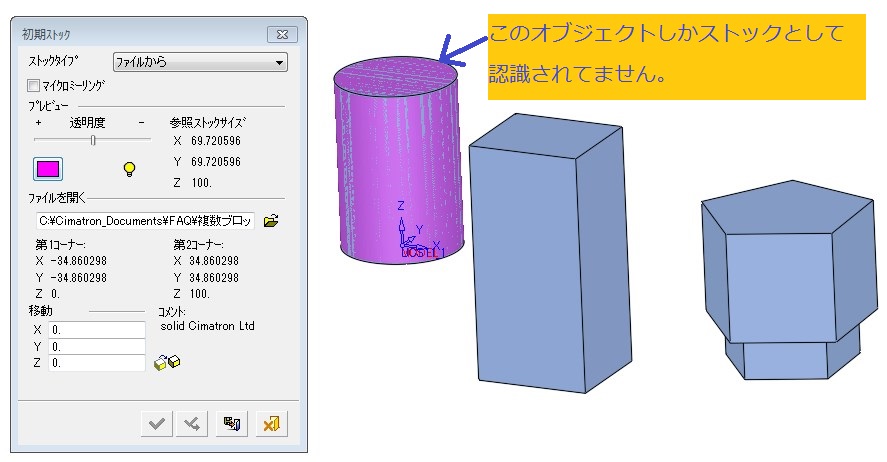 初期ストック
ストックタイプ ファイルから
マイクロミーリング
プレビュー
+ 透明度 - 参照ストックサイズ
X 69.720596
Y 69.720596
Z 100.
ファイルを開く
C:¥Cimatron_Documents¥FAQ¥複数ブロッ
第1コーナー: 第2コーナー:
X -34.860298 X 34.860298
Y -34.860298 Y 34.860298
Z 0. Z 100.
移動 コメント:
X 0. solid Cimatron Ltd
Y 0.
Z 0.
このオブジェクトしかストックとして
認識されてません。
Z
Y
X
MODEL1